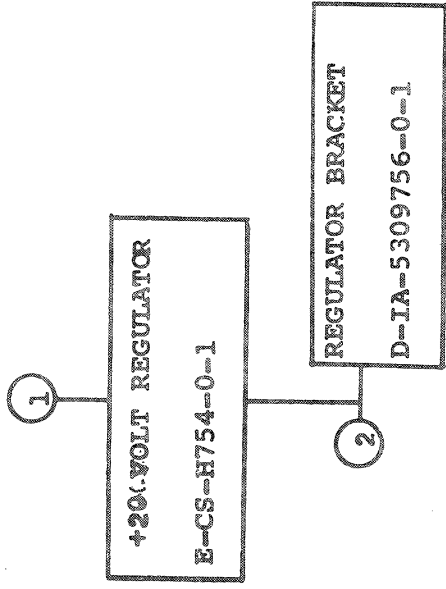 1
+20(.VOLT REGULATOR
E-CS-H754-0-1
2
REGULATOR BRACKET
D-IA-5309756-0-1